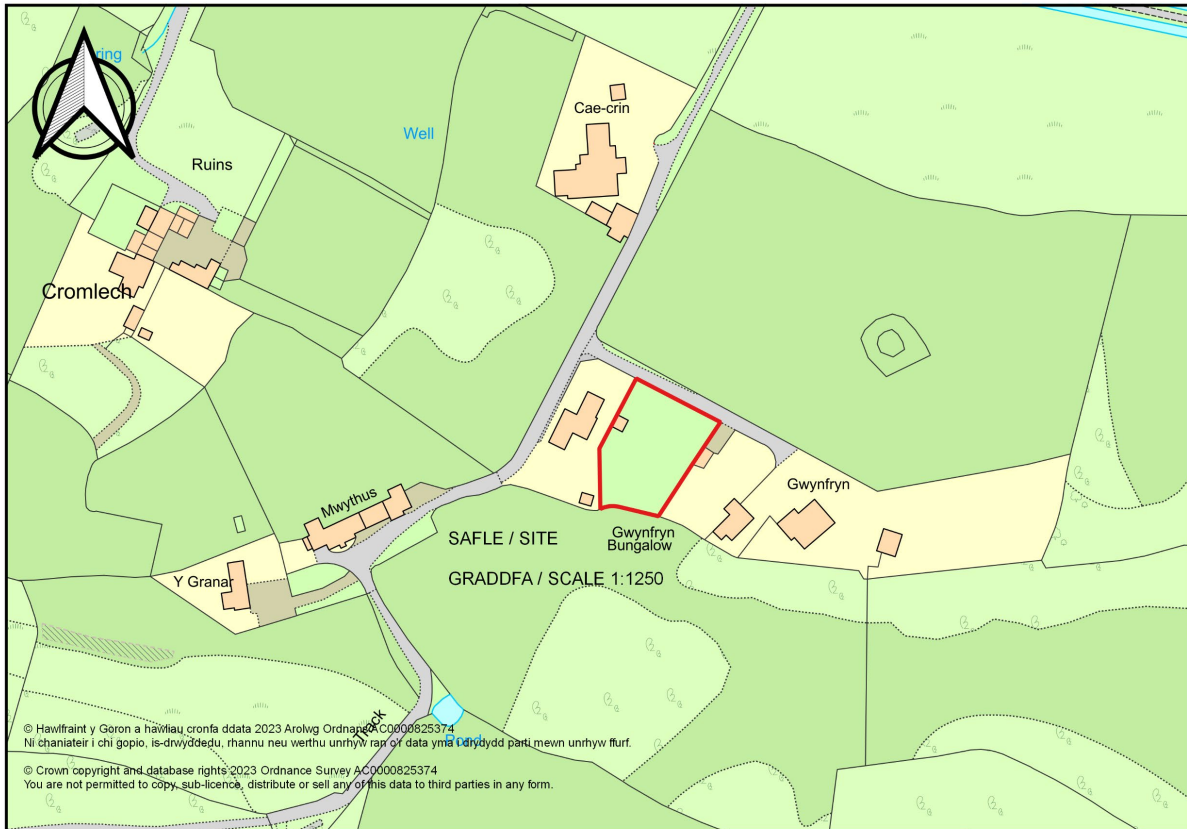 ring
Cae-crin
Well
Ruins
Cromlech
Gwynfryn
Mwythus
SAFLE / SITE
Gwynfryn
Bungalow
Y Granar
GRADDFA / SCALE 1:1250
Track
Pond
© Hawlfraint y Goron a hawliau cronfa ddata 2023 Arolwg Ordnans AC0000825374
Ni chaniateir i chi gopio, is-drwyddedu, rhannu neu werthu unrhyw ran o'r data yma i drydydd parti mewn unrhyw ffurf.
© Crown copyright and database rights 2023 Ordnance Survey AC0000825374
You are not permitted to copy, sub-licence, distribute or sell any of this data to third parties in any form.